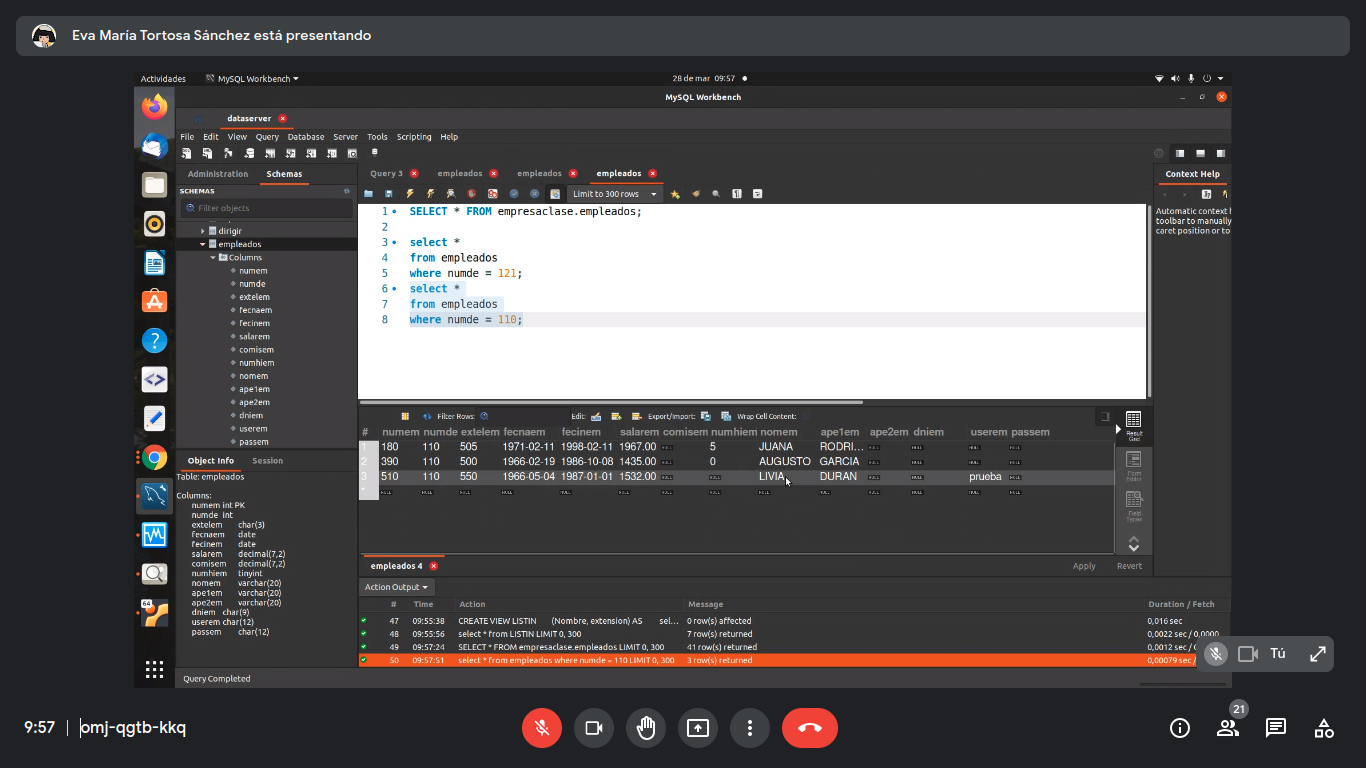 Eva María Tortosa Sánchez está presentando
Actividades MySQL Workbench 28 de mar 09:57
MySQL Workbench
dataserver
File Edit View Query Database Server Tools Scripting Help
Administration Schemas
Query 3 empleados empleados empleados
Context Help
SCHEMAS
Filter objects
Limit to 300 rows
dirigir
empleados
Columns
numem
numde
extelem
fecnaem
fecinem
salarem
comisem
numhiem
nomem
ape1em
ape2em
dniem
userem
passem
1 SELECT * FROM empresaclase.empleados;
2
3 select *
4 from empleados
5 where numde = 121;
6 select *
7 from empleados
8 where numde = 110;
Automatic context h
toolbar to manually
caret position or to
Filter Rows: Edit: Export/Import: Wrap Cell Content:
# numem numde extelem fecnaem fecinem salarem comisem numhiem nomem ape1em ape2em dniem userem passem
1 180 110 505 1971-02-11 1998-02-11 1967.00 NULL 5 JUANA RODRI... NULL NULL NULL NULL
2 390 110 500 1966-02-19 1986-10-08 1435.00 NULL 0 AUGUSTO GARCIA NULL NULL NULL NULL
3 510 110 550 1966-05-04 1987-01-01 1532.00 NULL NULL LIVIA DURAN NULL NULL prueba NULL
* NULL NULL NULL NULL NULL NULL NULL NULL NULL NULL NULL NULL NULL NULL
Result
Grid
Form
Editor
Field
Types
Object Info Session
Table: empleados
Columns:
numem int PK
numde int
extelem char(3)
fecnaem date
fecinem date
salarem decimal(7,2)
comisem decimal(7,2)
numhiem tinyint
nomem varchar(20)
ape1em varchar(20)
ape2em varchar(20)
dniem char(9)
userem char(12)
passem char(12)
empleados 4
Apply Revert
Action Output
# Time Action Message Duration / Fetch
47 09:55:38 CREATE VIEW LISTIN (Nombre, extension) AS sel... 0 row(s) affected 0,016 sec
48 09:55:56 select * from LISTIN LIMIT 0, 300 7 row(s) returned 0,0022 sec / 0,0000
49 09:57:24 SELECT * FROM empresaclase.empleados LIMIT 0, 300 41 row(s) returned 0,0012 sec /
50 09:57:51 select * from empleados where numde = 110 LIMIT 0, 300 3 row(s) returned 0,00079 sec /
64
Query Completed
Tú
9:57 | omj-qgtb-kkq
21